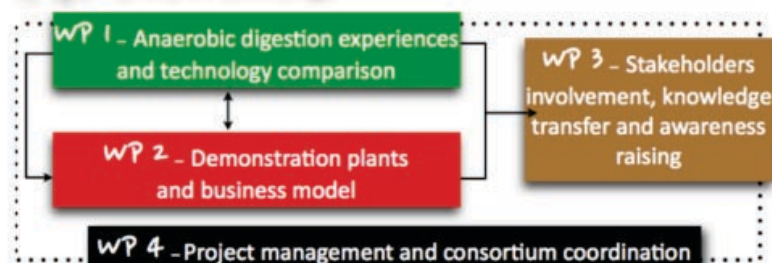 WP 1 – Anaerobic digestion experiences
and technology comparison
WP 2 – Demonstration plants
and business model
WP 3 – Stakeholders
involvement, knowledge
transfer and awareness
raising
WP 4 – Project management and consortium coordination